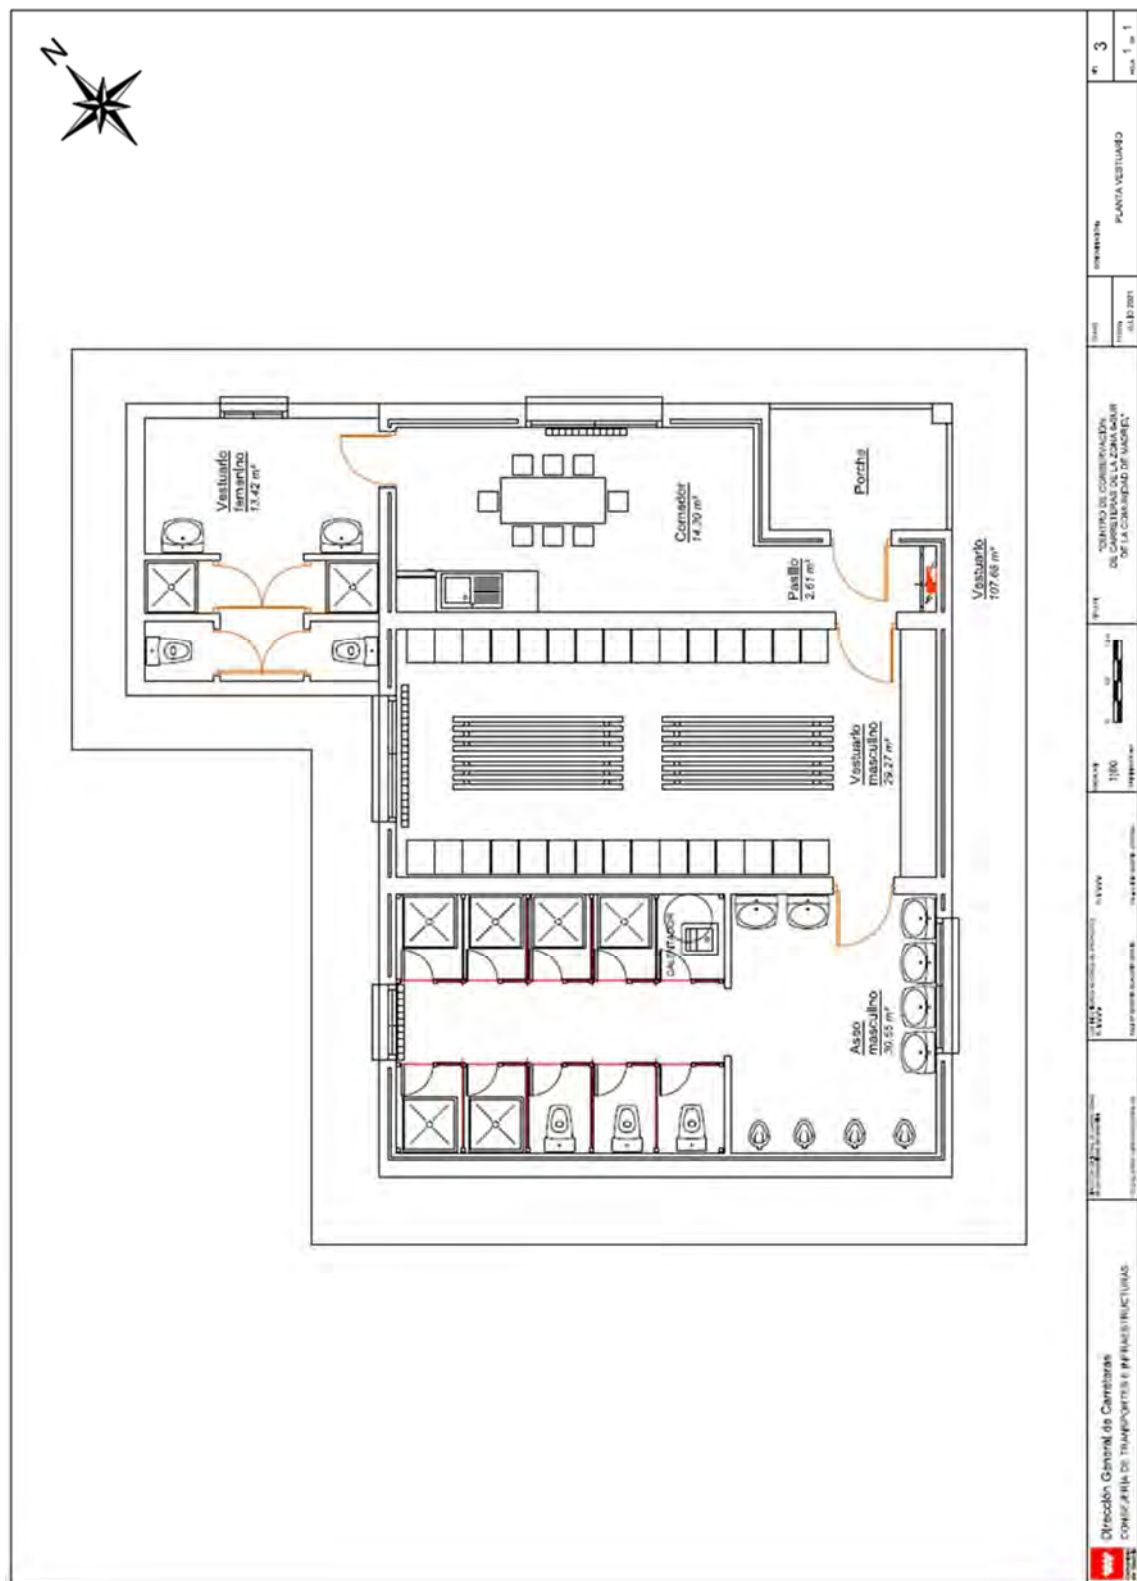 N
Vestuario
femenino
13.42 m²
Comedor
14.30 m²
Porche
Pasillo
2.61 m²
Vestuario
107.66 m²
Vestuario
masculino
29.27 m²
CALENTADOR
Aseo
masculino
30.55 m²
Dirección General de Carreteras
CONSEJERÍA DE TRANSPORTES E INFRAESTRUCTURAS
1:100
"CENTRO DE CONSERVACIÓN
DE CARRETERAS DE LA ZONA SUR
DE LA COMUNIDAD DE MADRID"
JULIO 2021
PLANTA VESTUARIO
3
1 1